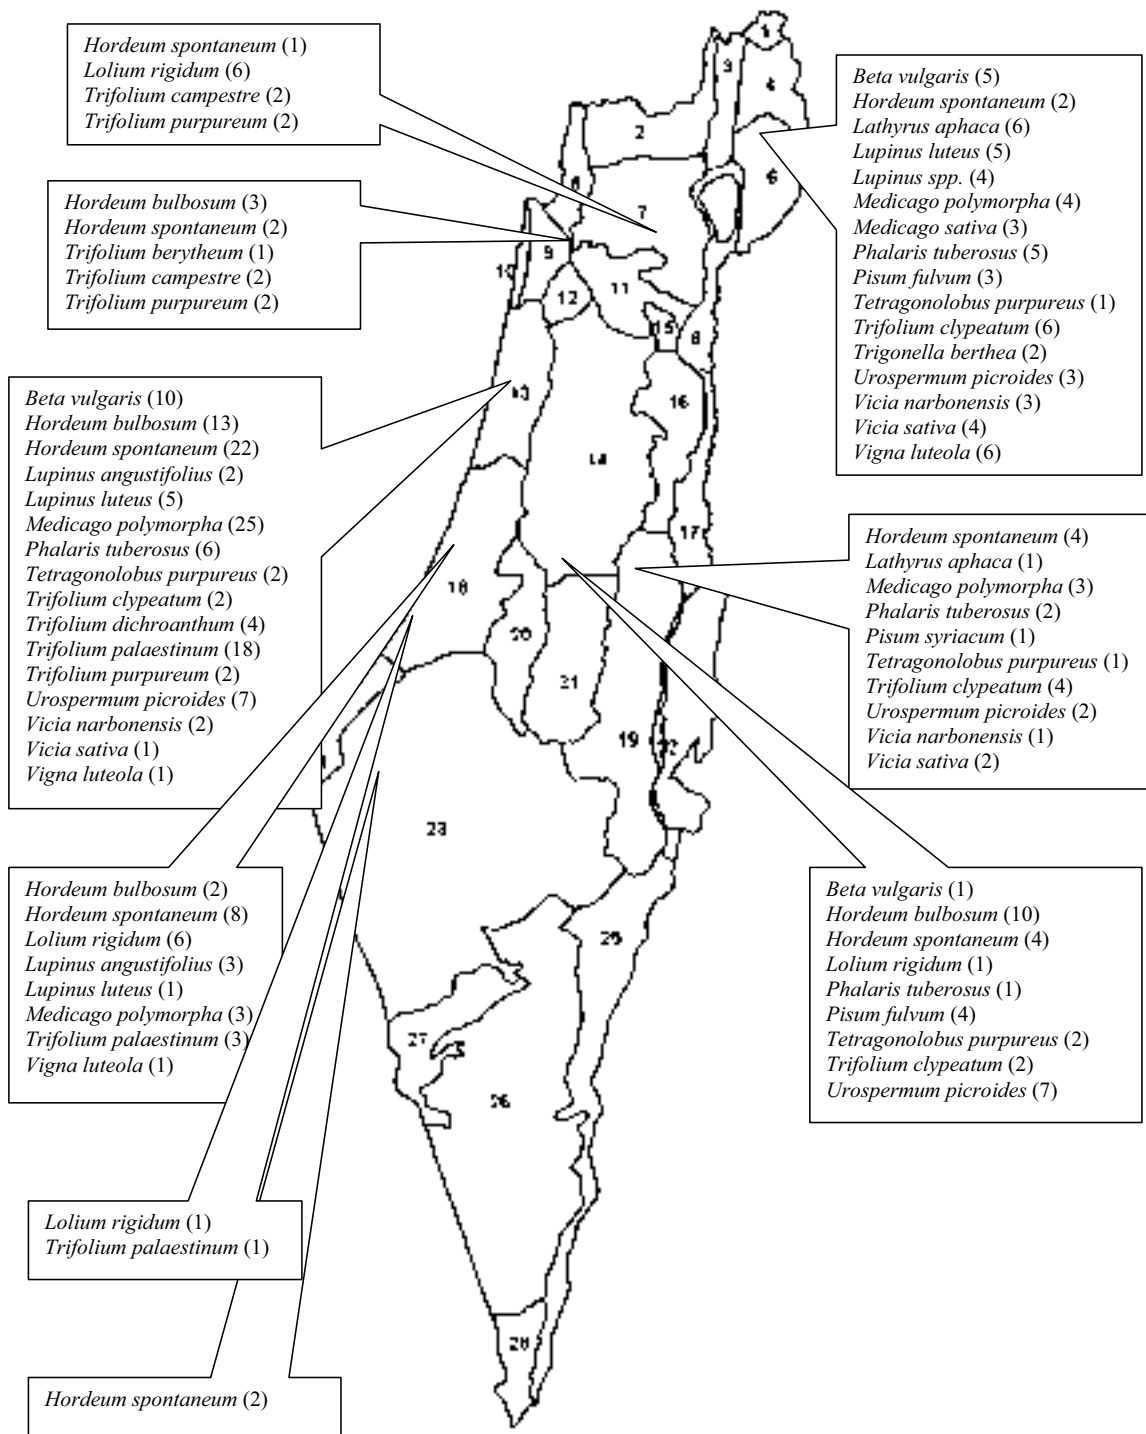 Hordeum spontaneum (1)
Lolium rigidum (6)
Trifolium campestre (2)
Trifolium purpureum (2)
Hordeum bulbosum (3)
Hordeum spontaneum (2)
Trifolium berytheum (1)
Trifolium campestre (2)
Trifolium purpureum (2)
Beta vulgaris (10)
Hordeum bulbosum (13)
Hordeum spontaneum (22)
Lupinus angustifolius (2)
Lupinus luteus (5)
Medicago polymorpha (25)
Phalaris tuberosus (6)
Tetragonolobus purpureus (2)
Trifolium clypeatum (2)
Trifolium dichroanthum (4)
Trifolium palaestinum (18)
Trifolium purpureum (2)
Urospermum picroides (7)
Vicia narbonensis (2)
Vicia sativa (1)
Vigna luteola (1)
Hordeum bulbosum (2)
Hordeum spontaneum (8)
Lolium rigidum (6)
Lupinus angustifolius (3)
Lupinus luteus (1)
Medicago polymorpha (3)
Trifolium palaestinum (3)
Vigna luteola (1)
Lolium rigidum (1)
Trifolium palaestinum (1)
Hordeum spontaneum (2)
Beta vulgaris (5)
Hordeum spontaneum (2)
Lathyrus aphaca (6)
Lupinus luteus (5)
Lupinus spp. (4)
Medicago polymorpha (4)
Medicago sativa (3)
Phalaris tuberosus (5)
Pisum fulvum (3)
Tetragonolobus purpureus (1)
Trifolium clypeatum (6)
Trigonella berthea (2)
Urospermum picroides (3)
Vicia narbonensis (3)
Vicia sativa (4)
Vigna luteola (6)
Hordeum spontaneum (4)
Lathyrus aphaca (1)
Medicago polymorpha (3)
Phalaris tuberosus (2)
Pisum syriacum (1)
Tetragonolobus purpureus (1)
Trifolium clypeatum (4)
Urospermum picroides (2)
Vicia narbonensis (1)
Vicia sativa (2)
Beta vulgaris (1)
Hordeum bulbosum (10)
Hordeum spontaneum (4)
Lolium rigidum (1)
Phalaris tuberosus (1)
Pisum fulvum (4)
Tetragonolobus purpureus (2)
Trifolium clypeatum (2)
Urospermum picroides (7)
3
4
2
7
9
10
11
12
15
13
16
14
17
18
20
21
19
23
25
27
26
28